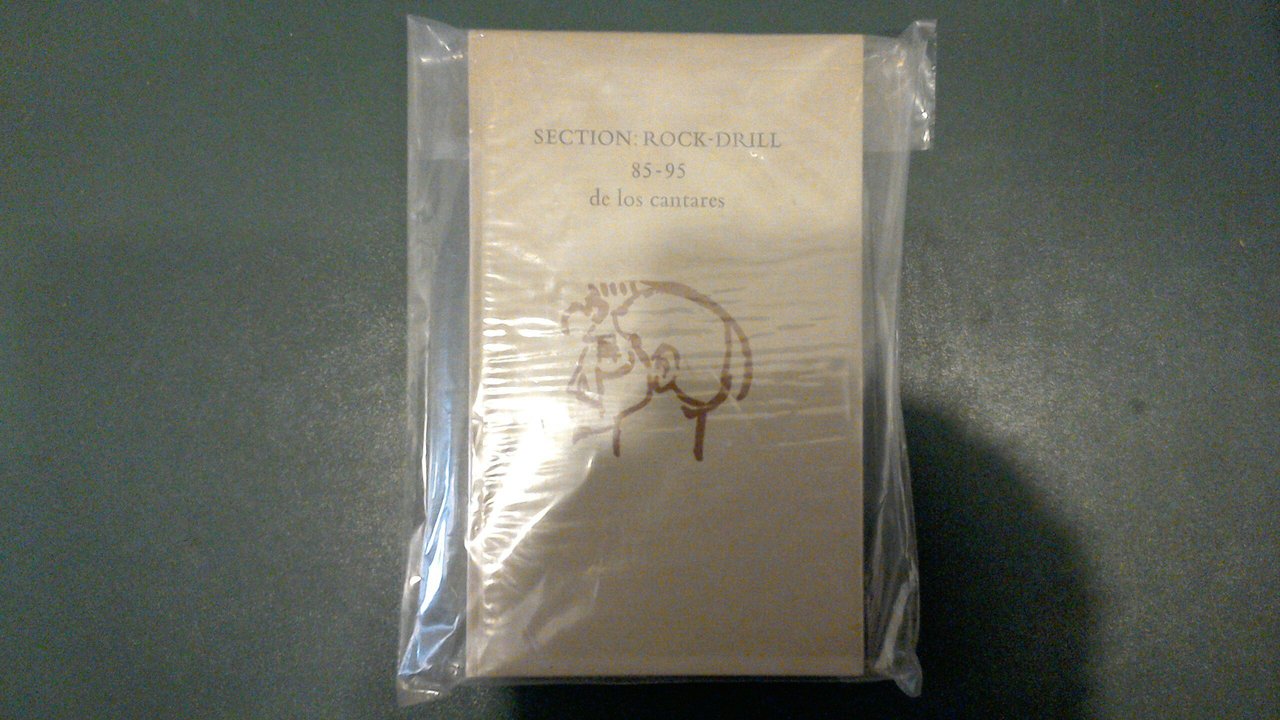 SECTION: ROCK-DRILL
85-95
de los cantares